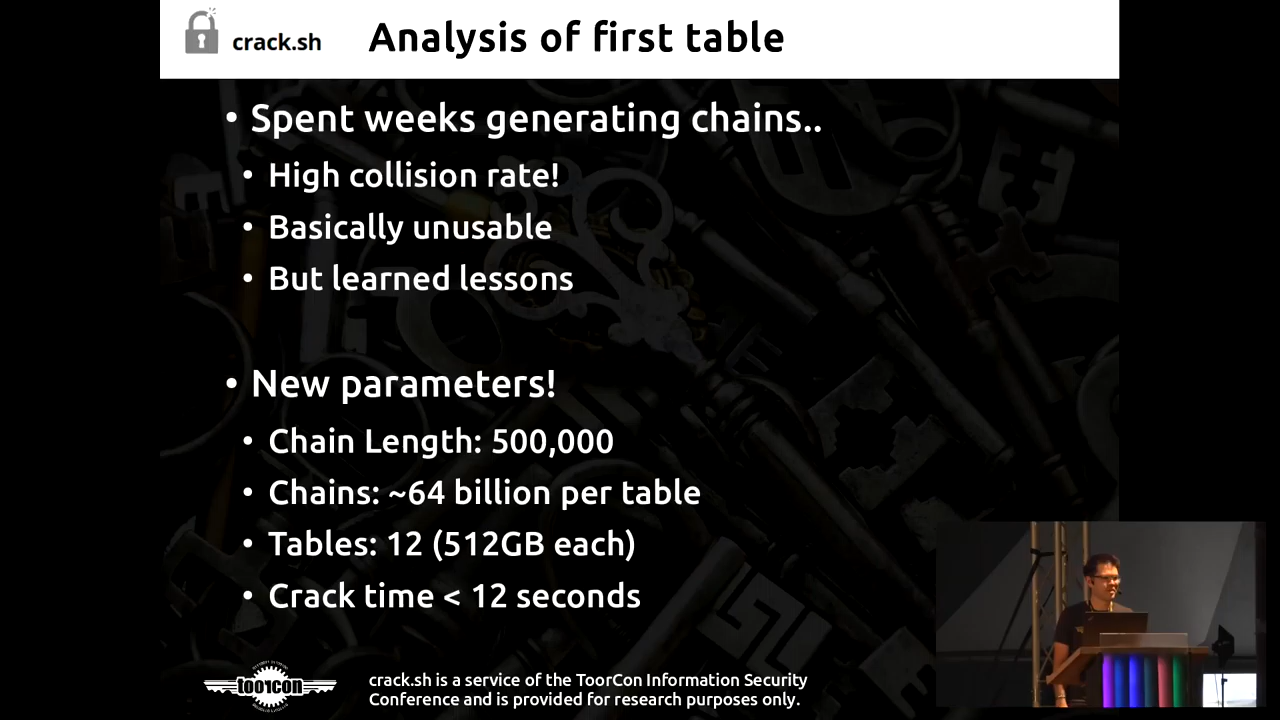 crack.sh
Analysis of first table
• Spent weeks generating chains..
• High collision rate!
• Basically unusable
• But learned lessons
• New parameters!
• Chain Length: 500,000
• Chains: ~64 billion per table
• Tables: 12 (512GB each)
• Crack time < 12 seconds
toorcon
crack.sh is a service of the ToorCon Information Security
Conference and is provided for research purposes only.